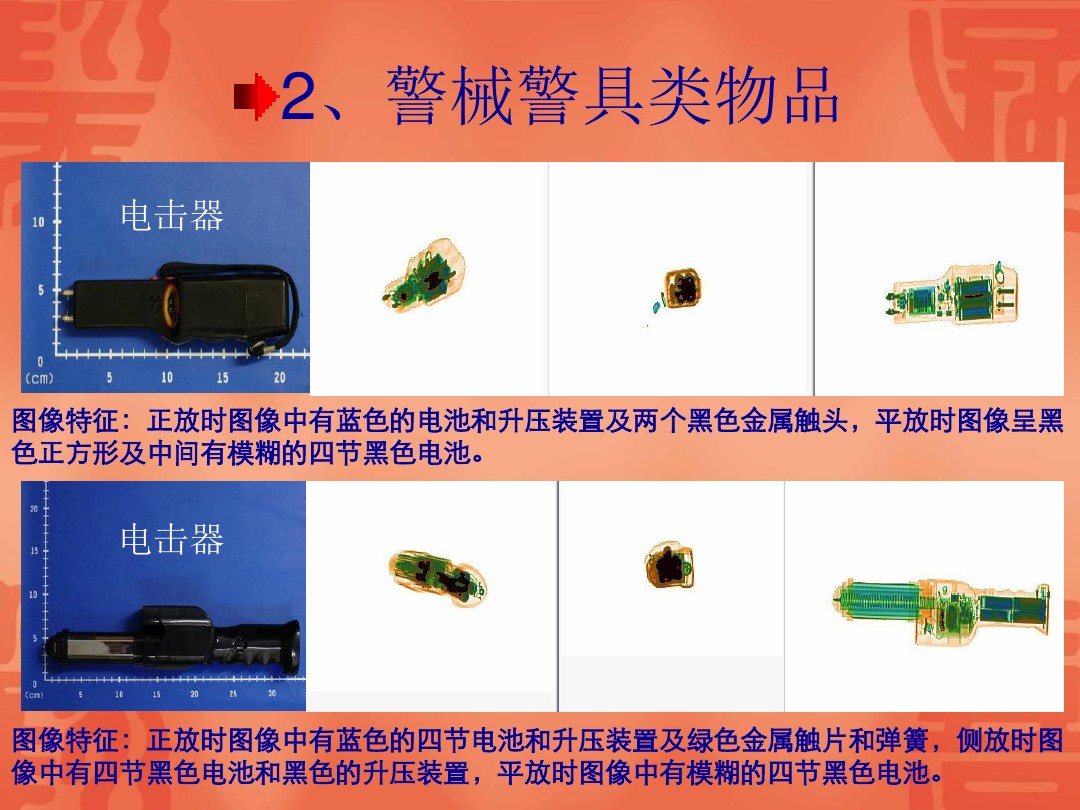 2、警械警具类物品
电击器
10
5
0
(cm)
5
10
15
20
图像特征：正放时图像中有蓝色的电池和升压装置及两个黑色金属触头，平放时图像呈黑
色正方形及中间有模糊的四节黑色电池。
电击器
20
15
10
5
0
(cm)
5
10
15
20
25
30
图像特征：正放时图像中有蓝色的四节电池和升压装置及绿色金属触片和弹簧，侧放时图
像中有四节黑色电池和黑色的升压装置，平放时图像中有模糊的四节黑色电池。